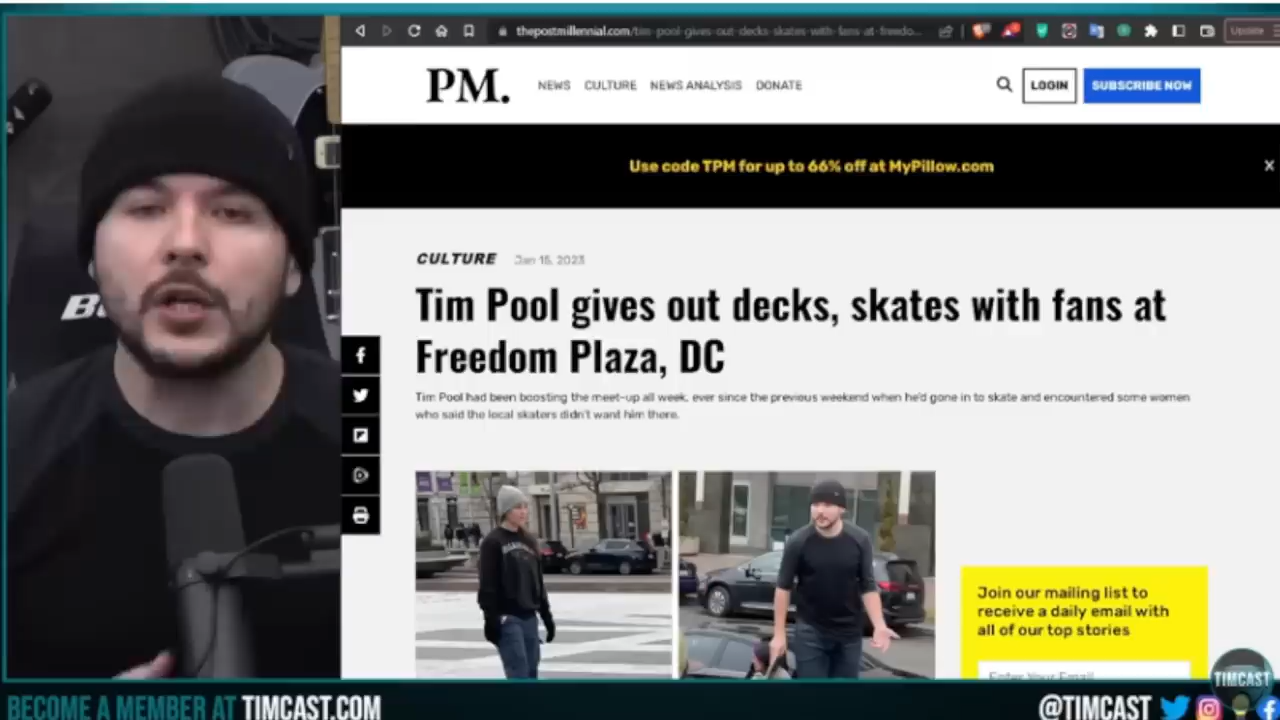 thepostmillennial.com/tim-pool-gives-out-decks-skates-with-fans-at-freedo...
Update
PM.
NEWS CULTURE NEWS ANALYSIS DONATE
LOGIN
SUBSCRIBE NOW
Use code TPM for up to 66% off at MyPillow.com
CULTURE Jan 15, 2023
Tim Pool gives out decks, skates with fans at
Freedom Plaza, DC
Tim Pool had been boosting the meet-up all week, ever since the previous weekend when he'd gone in to skate and encountered some women
who said the local skaters didn't want him there.
Join our mailing list to
receive a daily email with
all of our top stories
Enter Your Email
TIMCAST
BECOME A MEMBER AT TIMCAST.COM
@TIMCAST